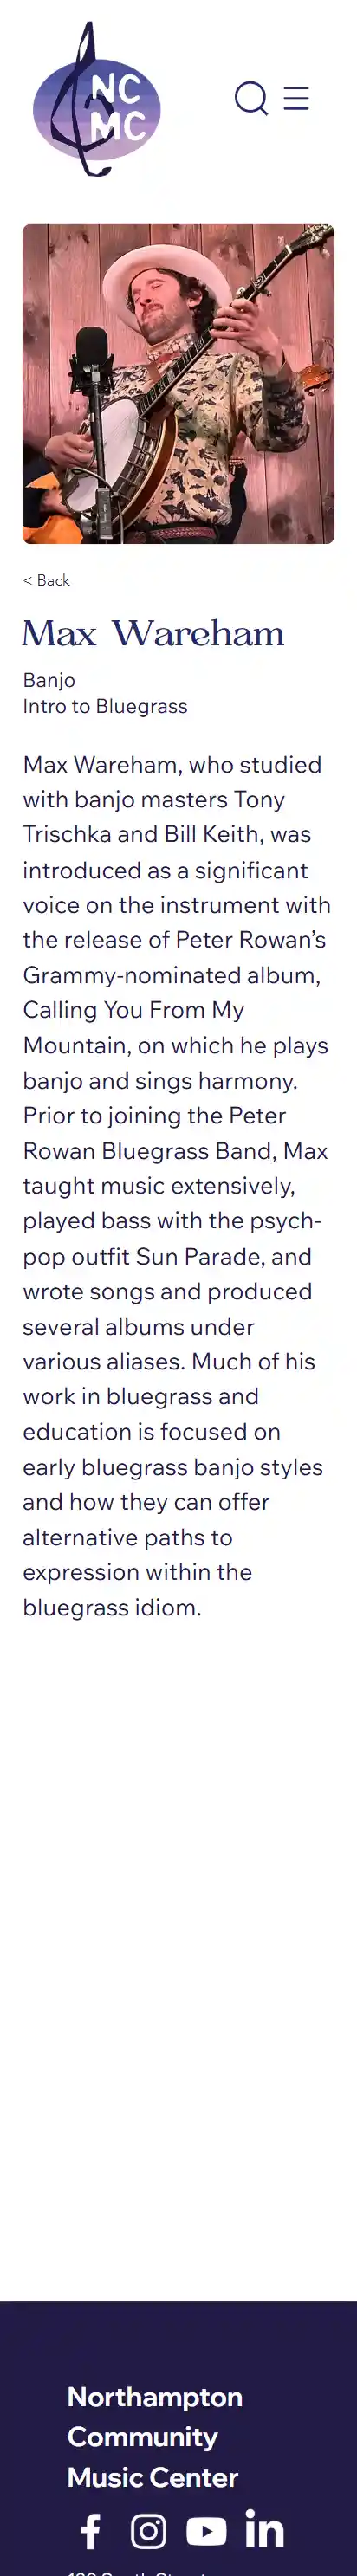 NC
MC
< Back
Max Wareham
Banjo
Intro to Bluegrass
Max Wareham, who studied
with banjo masters Tony
Trischka and Bill Keith, was
introduced as a significant
voice on the instrument with
the release of Peter Rowan’s
Grammy-nominated album,
Calling You From My
Mountain, on which he plays
banjo and sings harmony.
Prior to joining the Peter
Rowan Bluegrass Band, Max
taught music extensively,
played bass with the psych-
pop outfit Sun Parade, and
wrote songs and produced
several albums under
various aliases. Much of his
work in bluegrass and
education is focused on
early bluegrass banjo styles
and how they can offer
alternative paths to
expression within the
bluegrass idiom.
Northampton
Community
Music Center